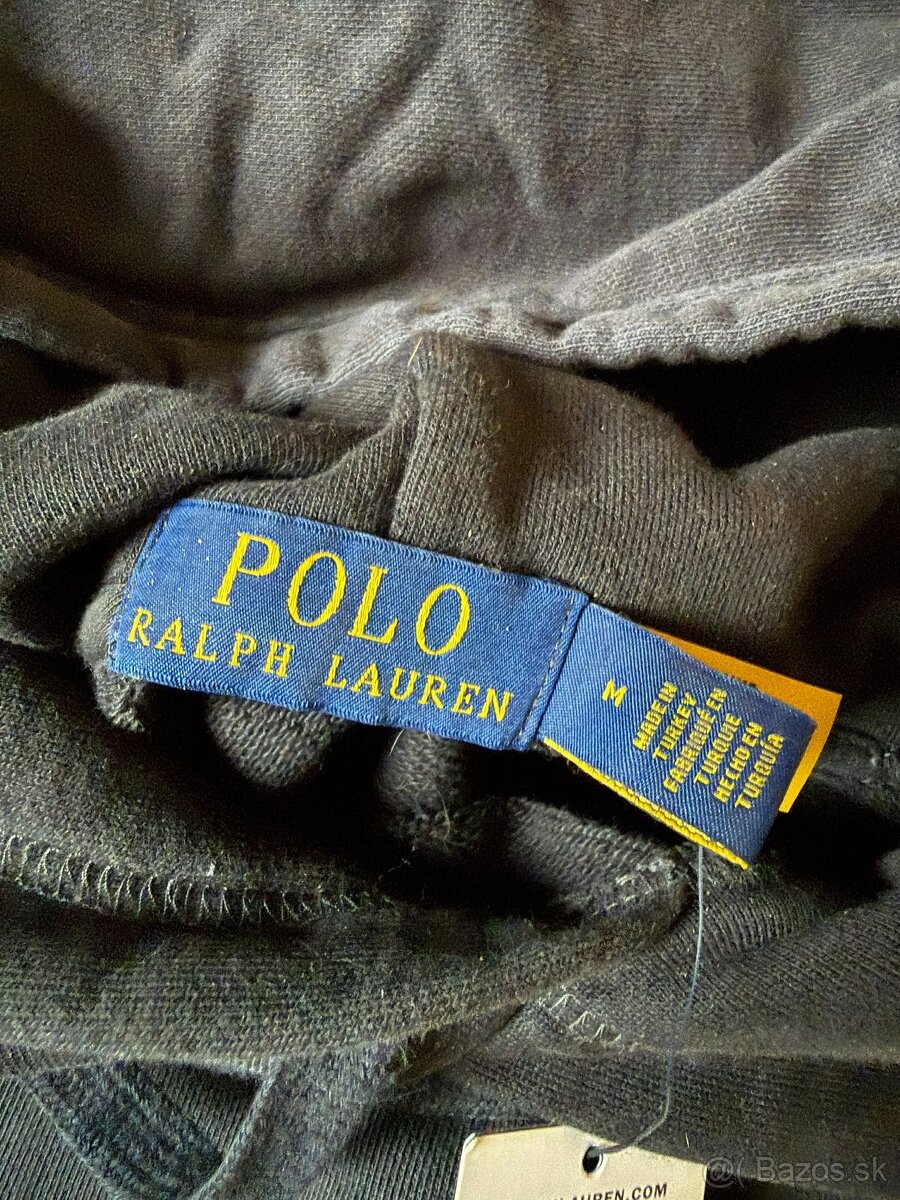 POLO
RALPH LAUREN
M
MADE IN
TURKEY
FABRIQUÉ EN
TURQUIE
HECHO EN
TURQUÍA
LAUREN.COM
@( Bazos.sk